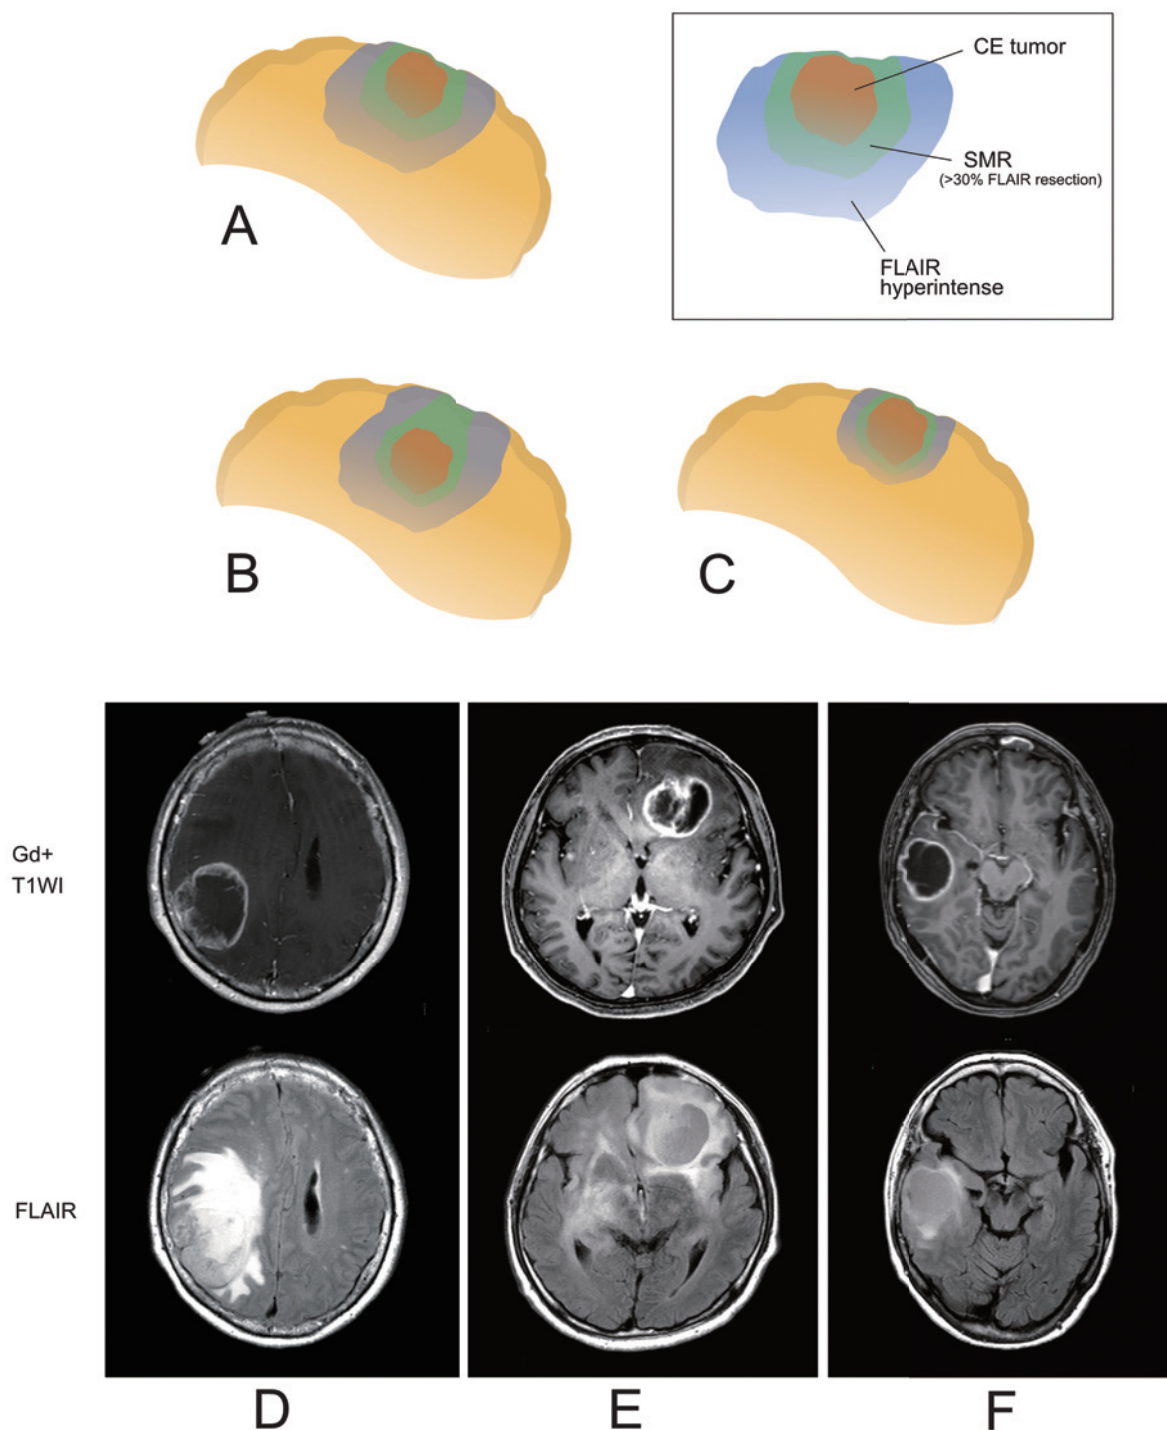 A
CE tumor
SMR
(>30% FLAIR resection)
FLAIR
hyperintense
B
C
Gd+
T1WI
FLAIR
D
E
F